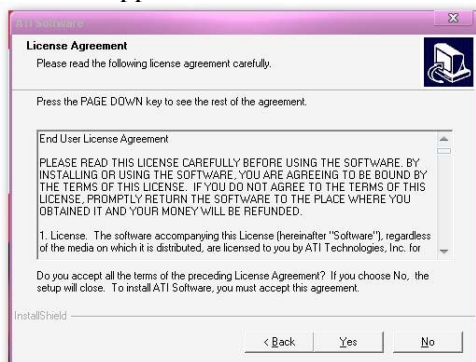 ATI Software
License Agreement
Please read the following license agreement carefully.
Press the PAGE DOWN key to see the rest of the agreement.
End User License Agreement
PLEASE READ THIS LICENSE CAREFULLY BEFORE USING THE SOFTWARE. BY
INSTALLING OR USING THE SOFTWARE, YOU ARE AGREEING TO BE BOUND BY
THE TERMS OF THIS LICENSE. IF YOU DO NOT AGREE TO THE TERMS OF THIS
LICENSE, PROMPTLY RETURN THE SOFTWARE TO THE PLACE WHERE YOU
OBTAINED IT AND YOUR MONEY WILL BE REFUNDED.
1. License. The software accompanying this License (hereinafter "Software"), regardless
of the media on which it is distributed, are licensed to you by ATI Technologies, Inc. for
Do you accept all the terms of the preceding License Agreement? If you choose No, the
setup will close. To install ATI Software, you must accept this agreement.
InstallShield
< Back Yes No